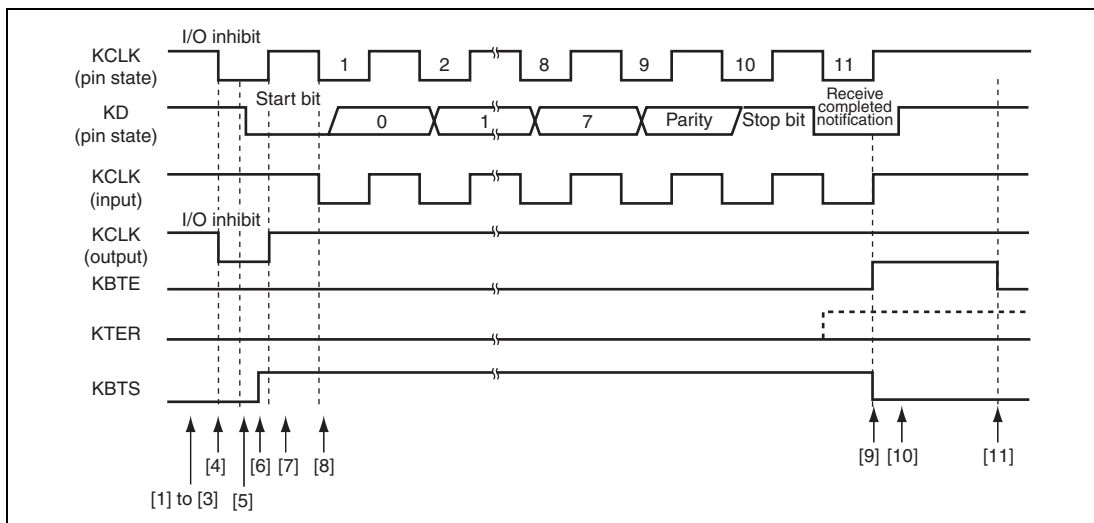 I/O inhibit
KCLK
(pin state)
1 2 8 9 10 11
KD
(pin state)
Start bit
0 1 7 Parity Stop bit
Receive
completed
notification
KCLK
(input)
I/O inhibit
KCLK
(output)
KBTE
KTER
KBTS
[4] [6] [7] [8] [9] [10] [11]
[1] to [3] [5]